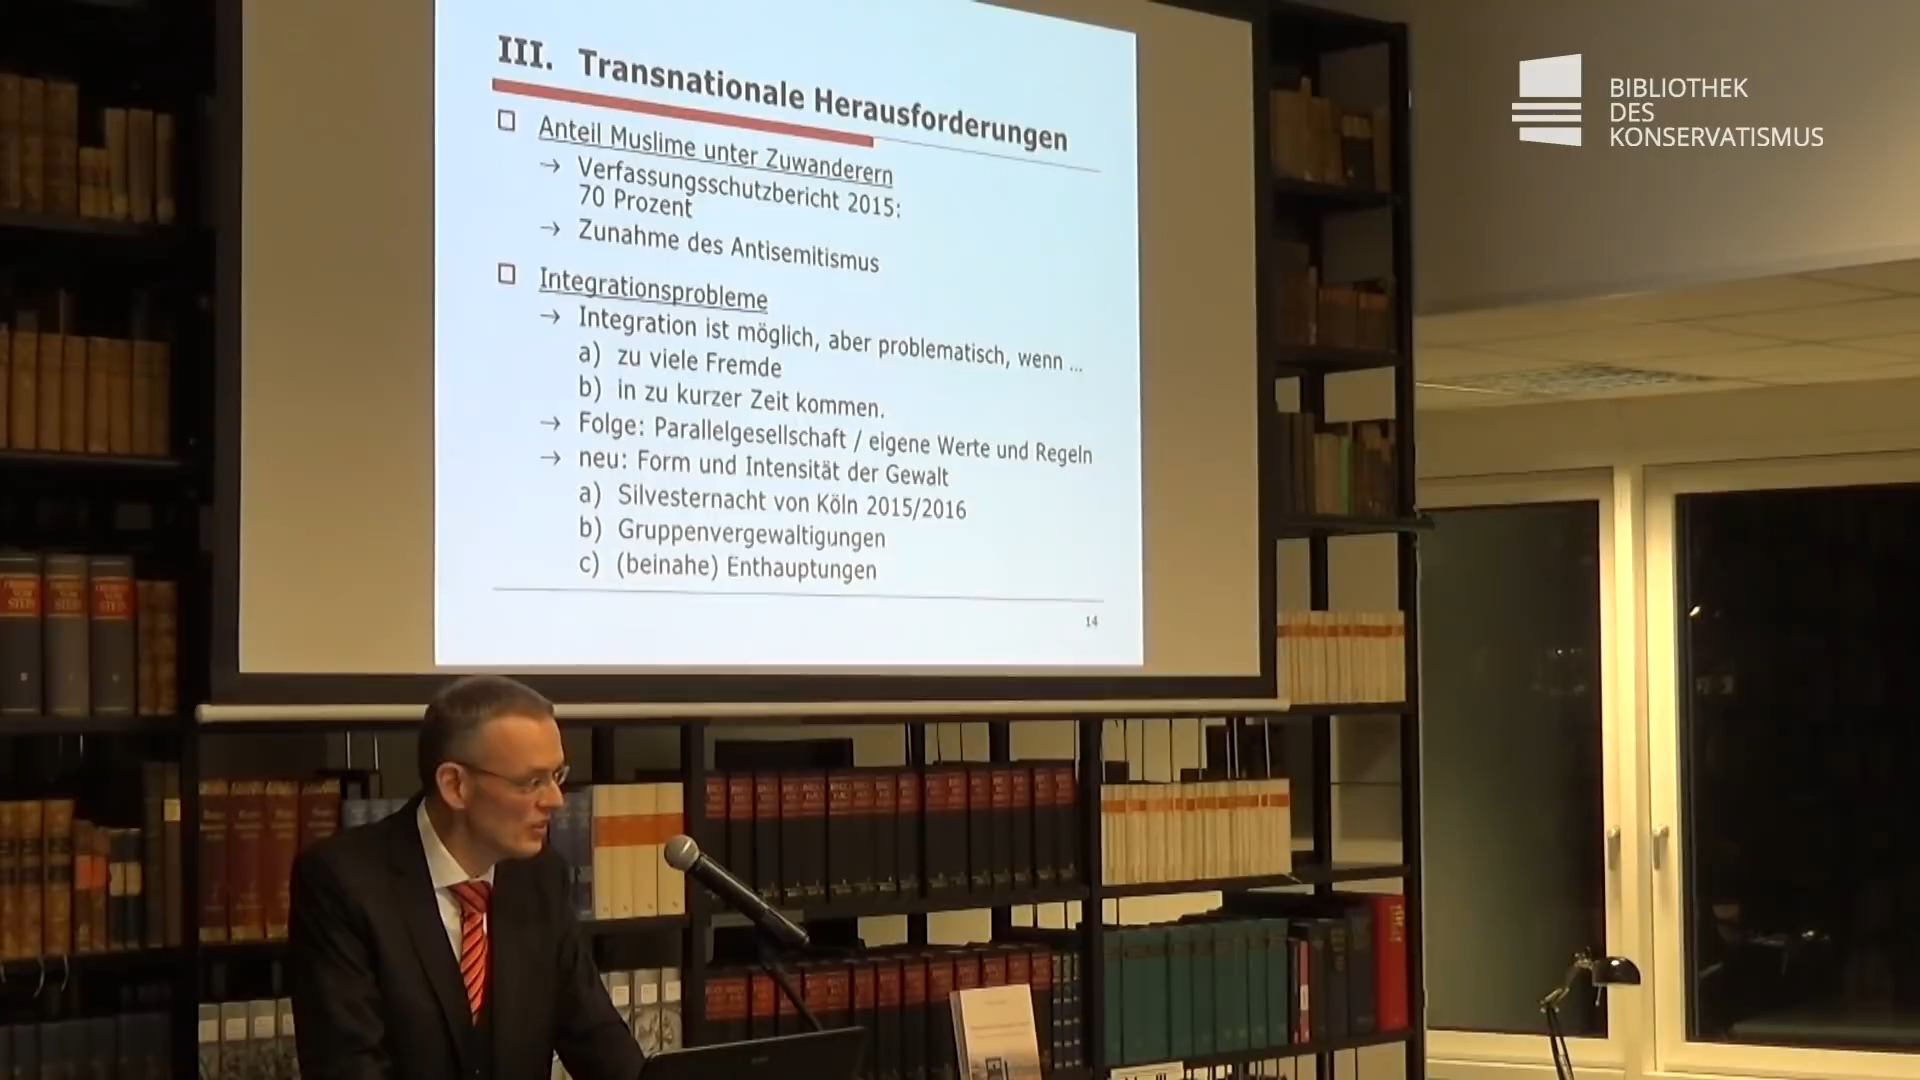 III. Transnationale Herausforderungen
Anteil Muslime unter Zuwanderern
→ Verfassungsschutzbericht 2015:
70 Prozent
→ Zunahme des Antisemitismus
Integrationsprobleme
→ Integration ist möglich, aber problematisch, wenn ...
a) zu viele Fremde
b) in zu kurzer Zeit kommen.
→ Folge: Parallelgesellschaft / eigene Werte und Regeln
→ neu: Form und Intensität der Gewalt
a) Silvesternacht von Köln 2015/2016
b) Gruppenvergewaltigungen
c) (beinahe) Enthauptungen
14
BIBLIOTHEK
DES
KONSERVATISMUS